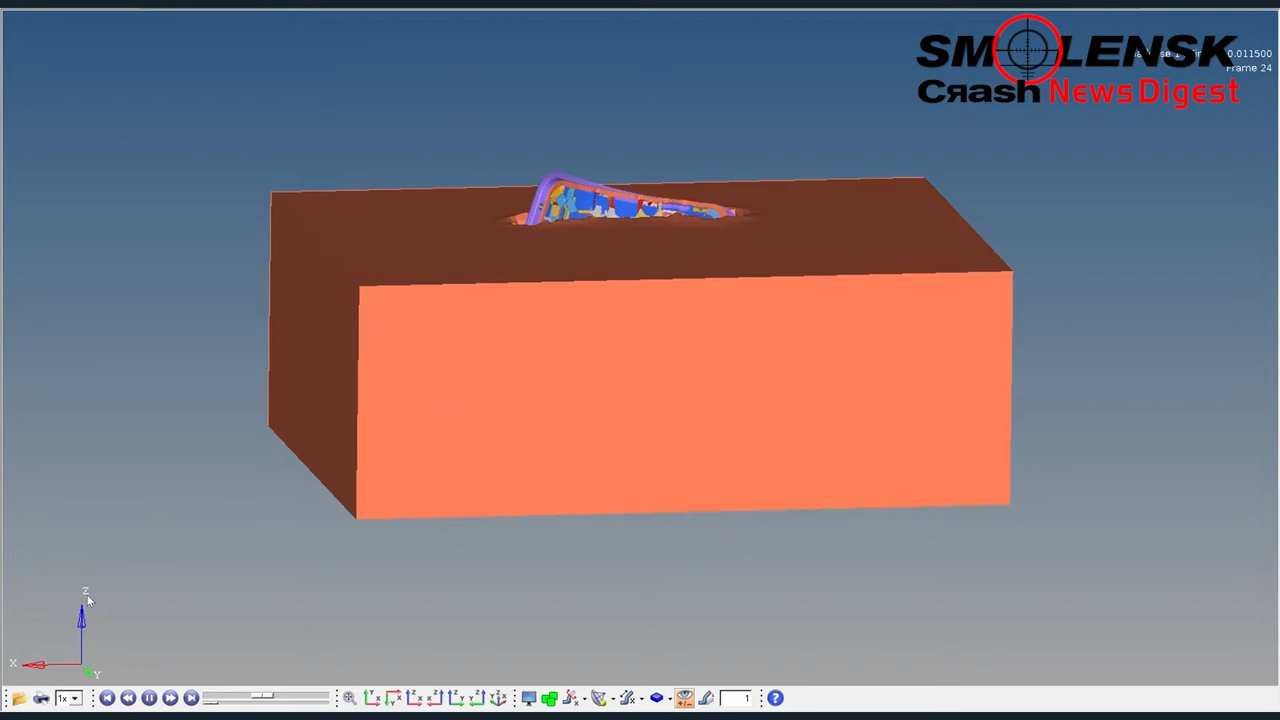 SMOLENSK
CЯash News Digest
0.011500
Frame 24
Z
X
Y
1x
Y
X
Y
X
Z
X
Z
X
Z
Y
Z
Y
1
?